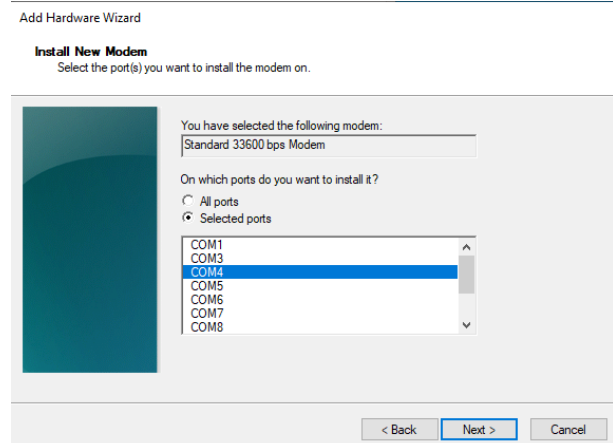 Add Hardware Wizard
Install New Modem
Select the port(s) you want to install the modem on.
You have selected the following modem:
Standard 33600 bps Modem
On which ports do you want to install it?
All ports
Selected ports
COM1
COM3
COM4
COM5
COM6
COM7
COM8
< Back Next > Cancel